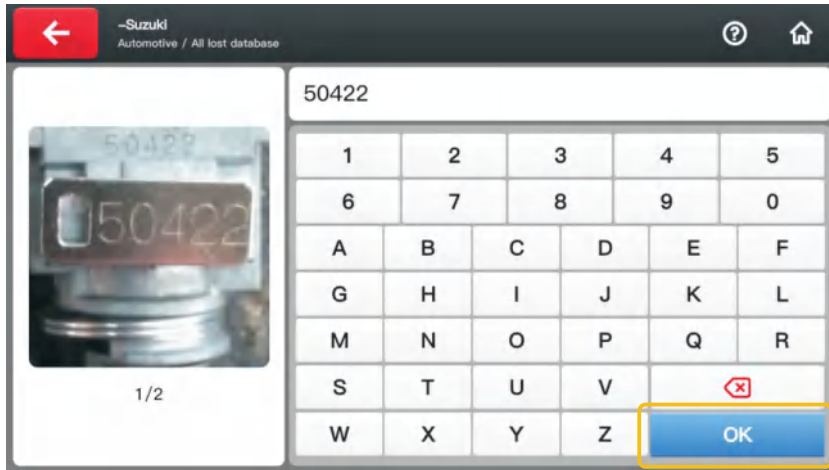 –Suzuki
Automotive / All lost database
50422
50422
50422
1/2
1 2 3 4 5
6 7 8 9 0
A B C D E F
G H I J K L
M N O P Q R
S T U V
W X Y Z OK